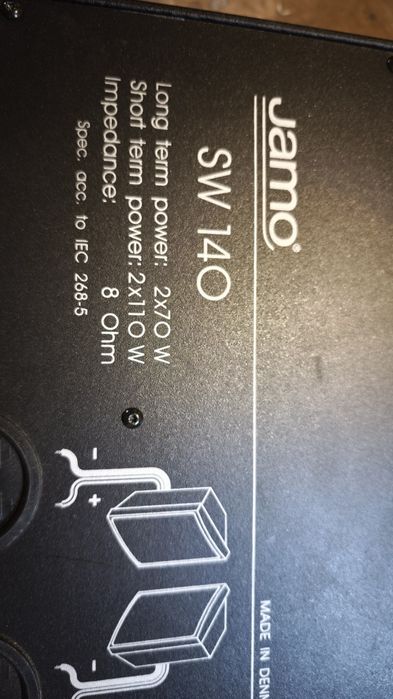 Jamo
SW 140
Long term power: 2x70 W
Short term power: 2x110 W
Impedance: 8 Ohm
Spec. acc. to IEC 268-5
- +
-
MADE IN DENM